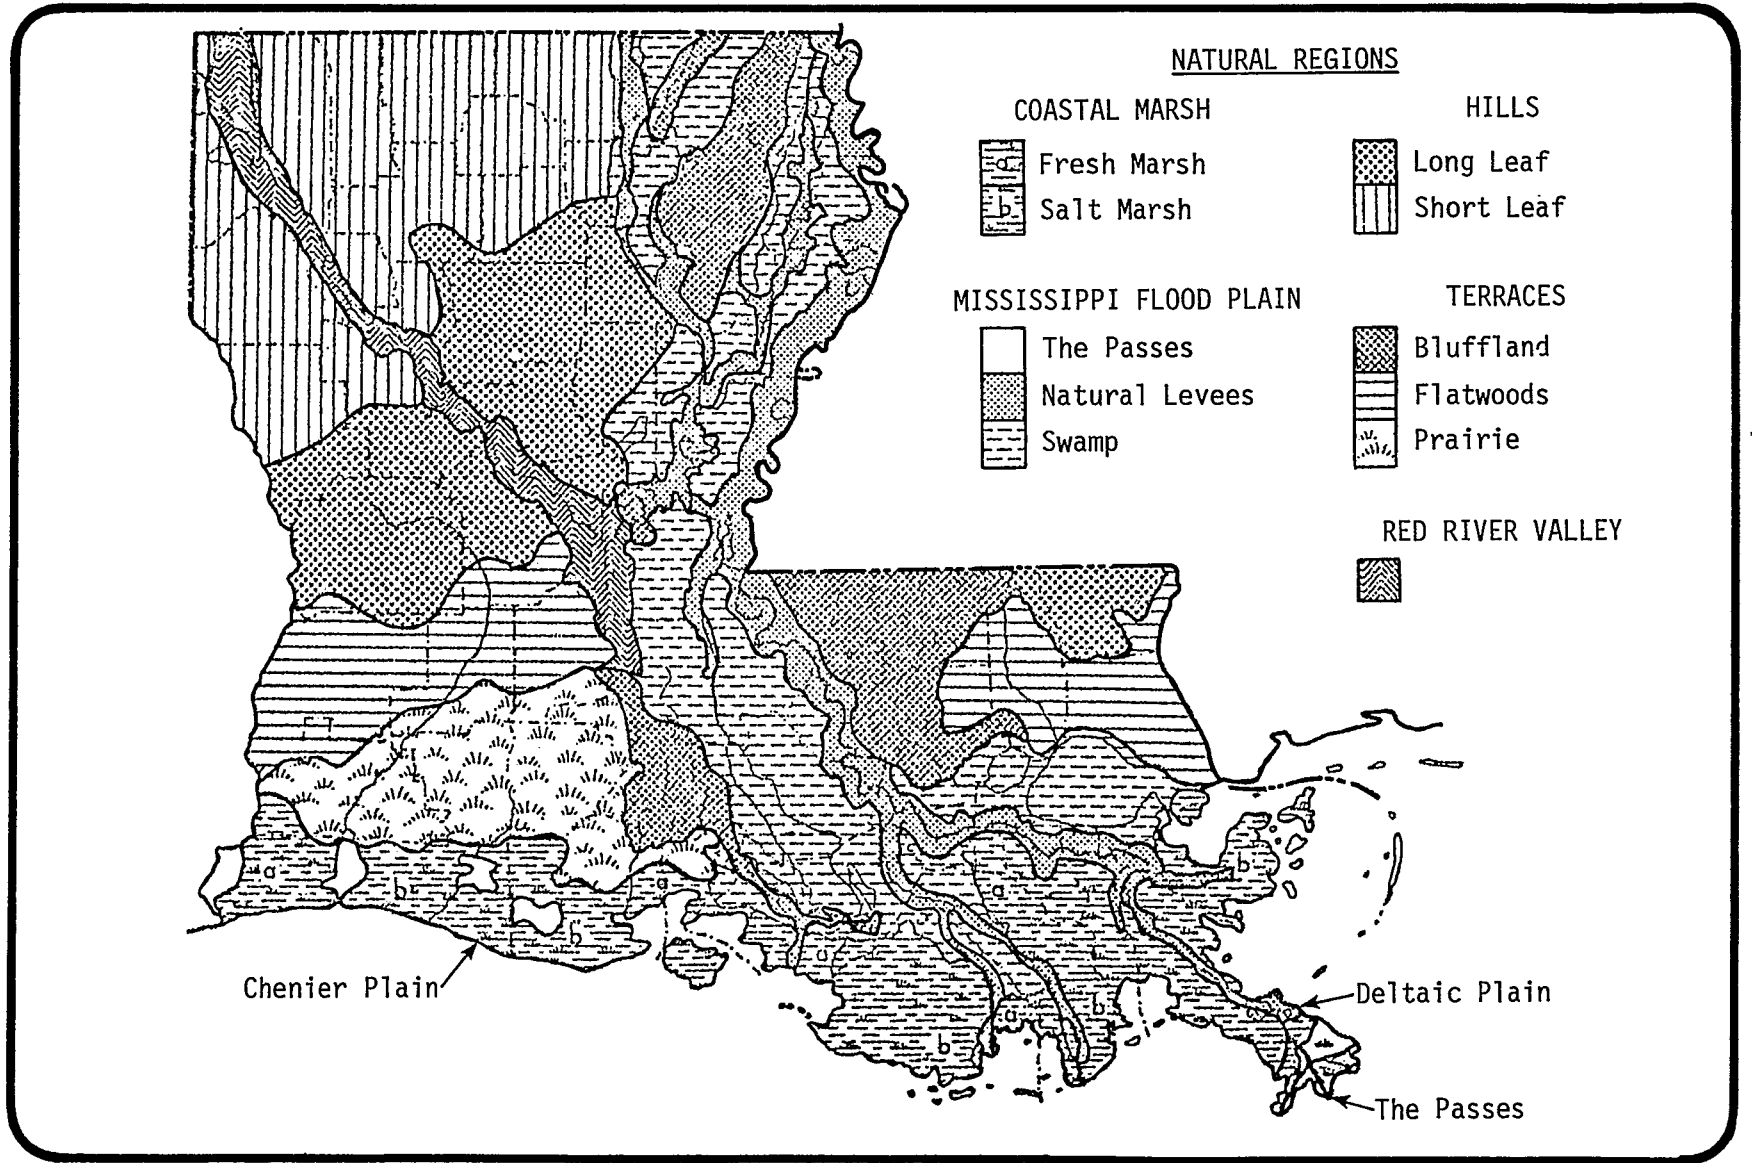 NATURAL REGIONS
COASTAL MARSH
a Fresh Marsh
b Salt Marsh
HILLS
Long Leaf
Short Leaf
MISSISSIPPI FLOOD PLAIN
The Passes
Natural Levees
Swamp
TERRACES
Bluffland
Flatwoods
Prairie
RED RIVER VALLEY
a
b
b
a
a
b
a
b
a
b
Chenier Plain
Deltaic Plain
The Passes